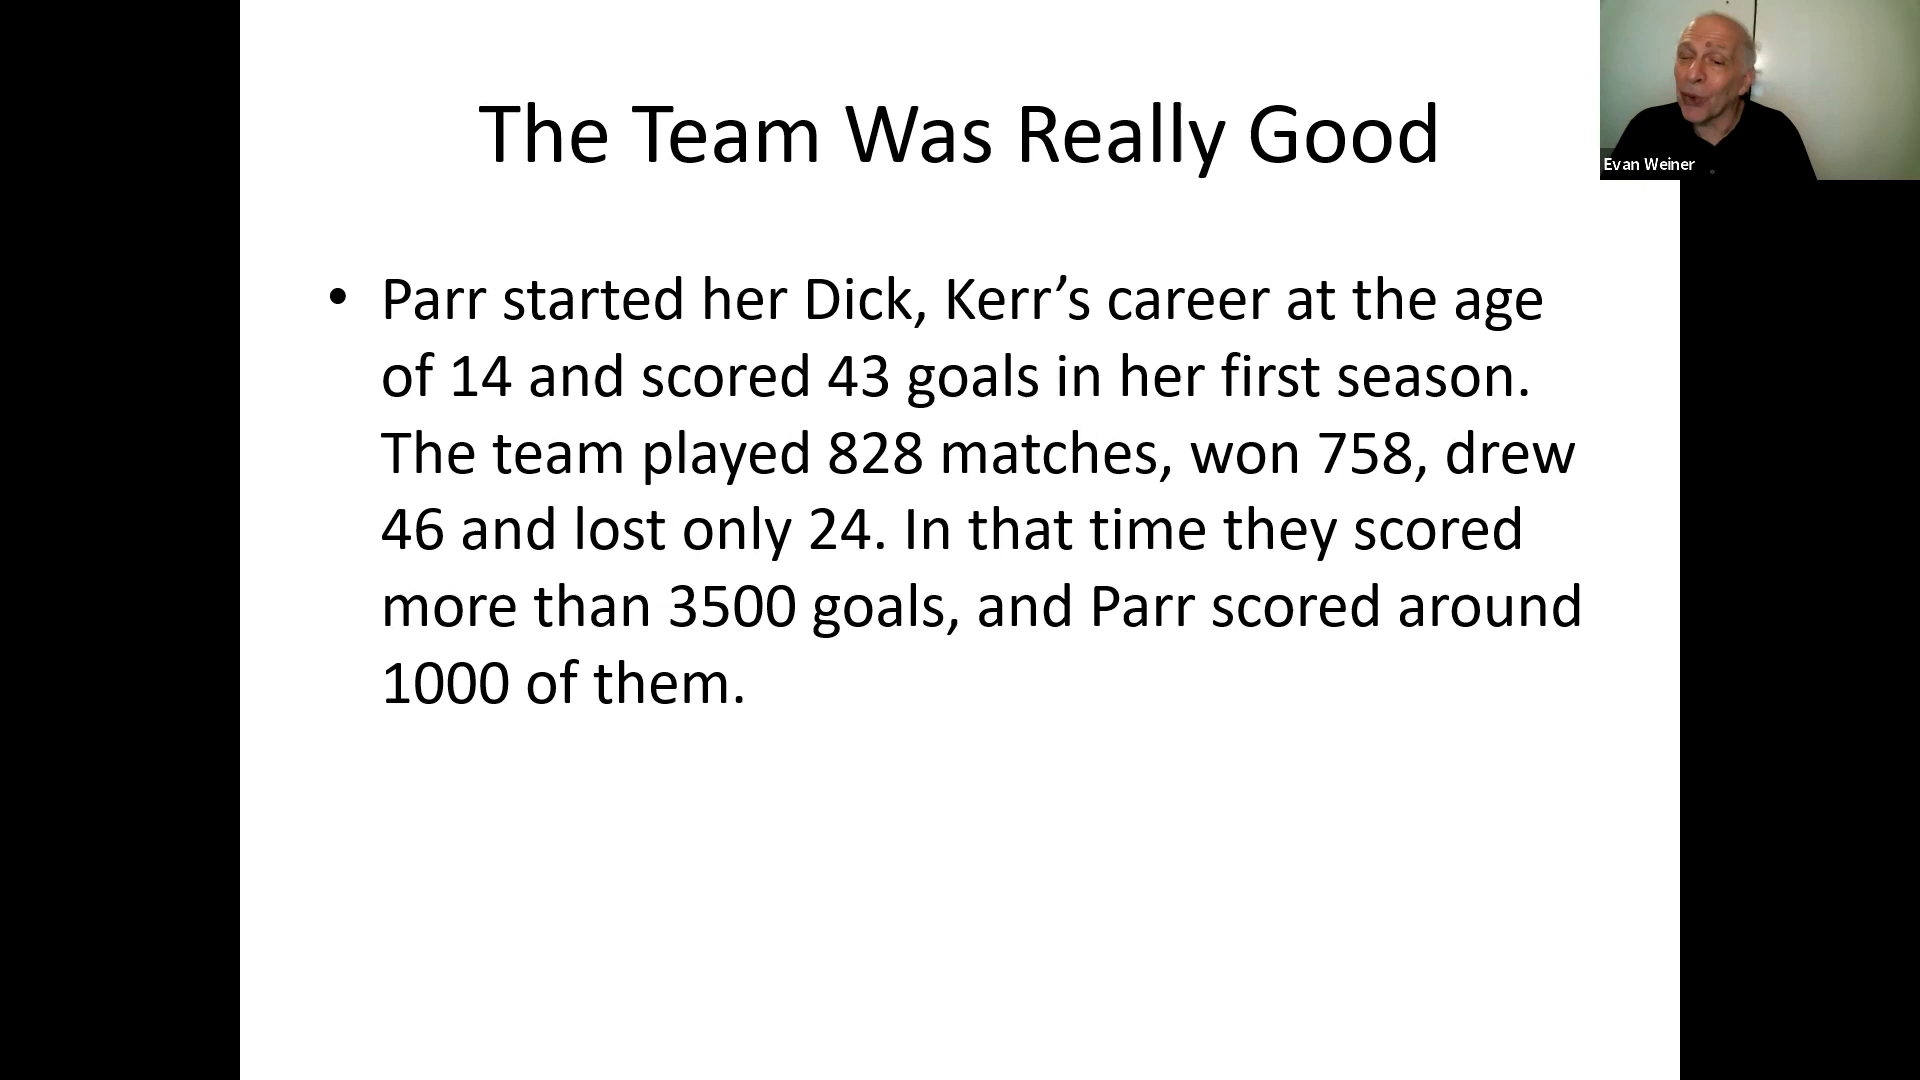 The Team Was Really Good
Evan Weiner
• Parr started her Dick, Kerr’s career at the age
of 14 and scored 43 goals in her first season.
The team played 828 matches, won 758, drew
46 and lost only 24. In that time they scored
more than 3500 goals, and Parr scored around
1000 of them.